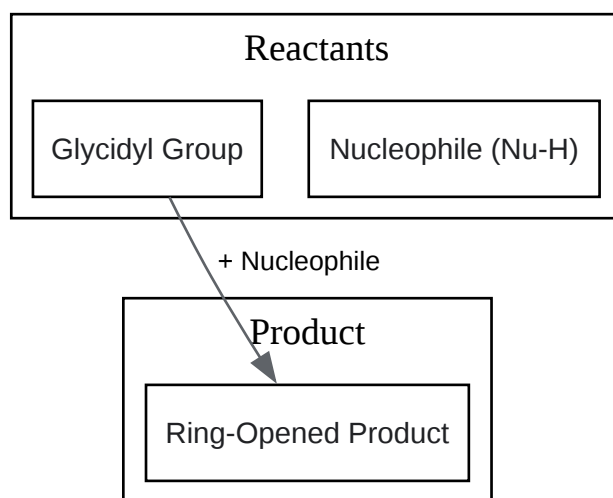 Reactants
Glycidyl Group
Nucleophile (Nu-H)
+ Nucleophile
Product
Ring-Opened Product